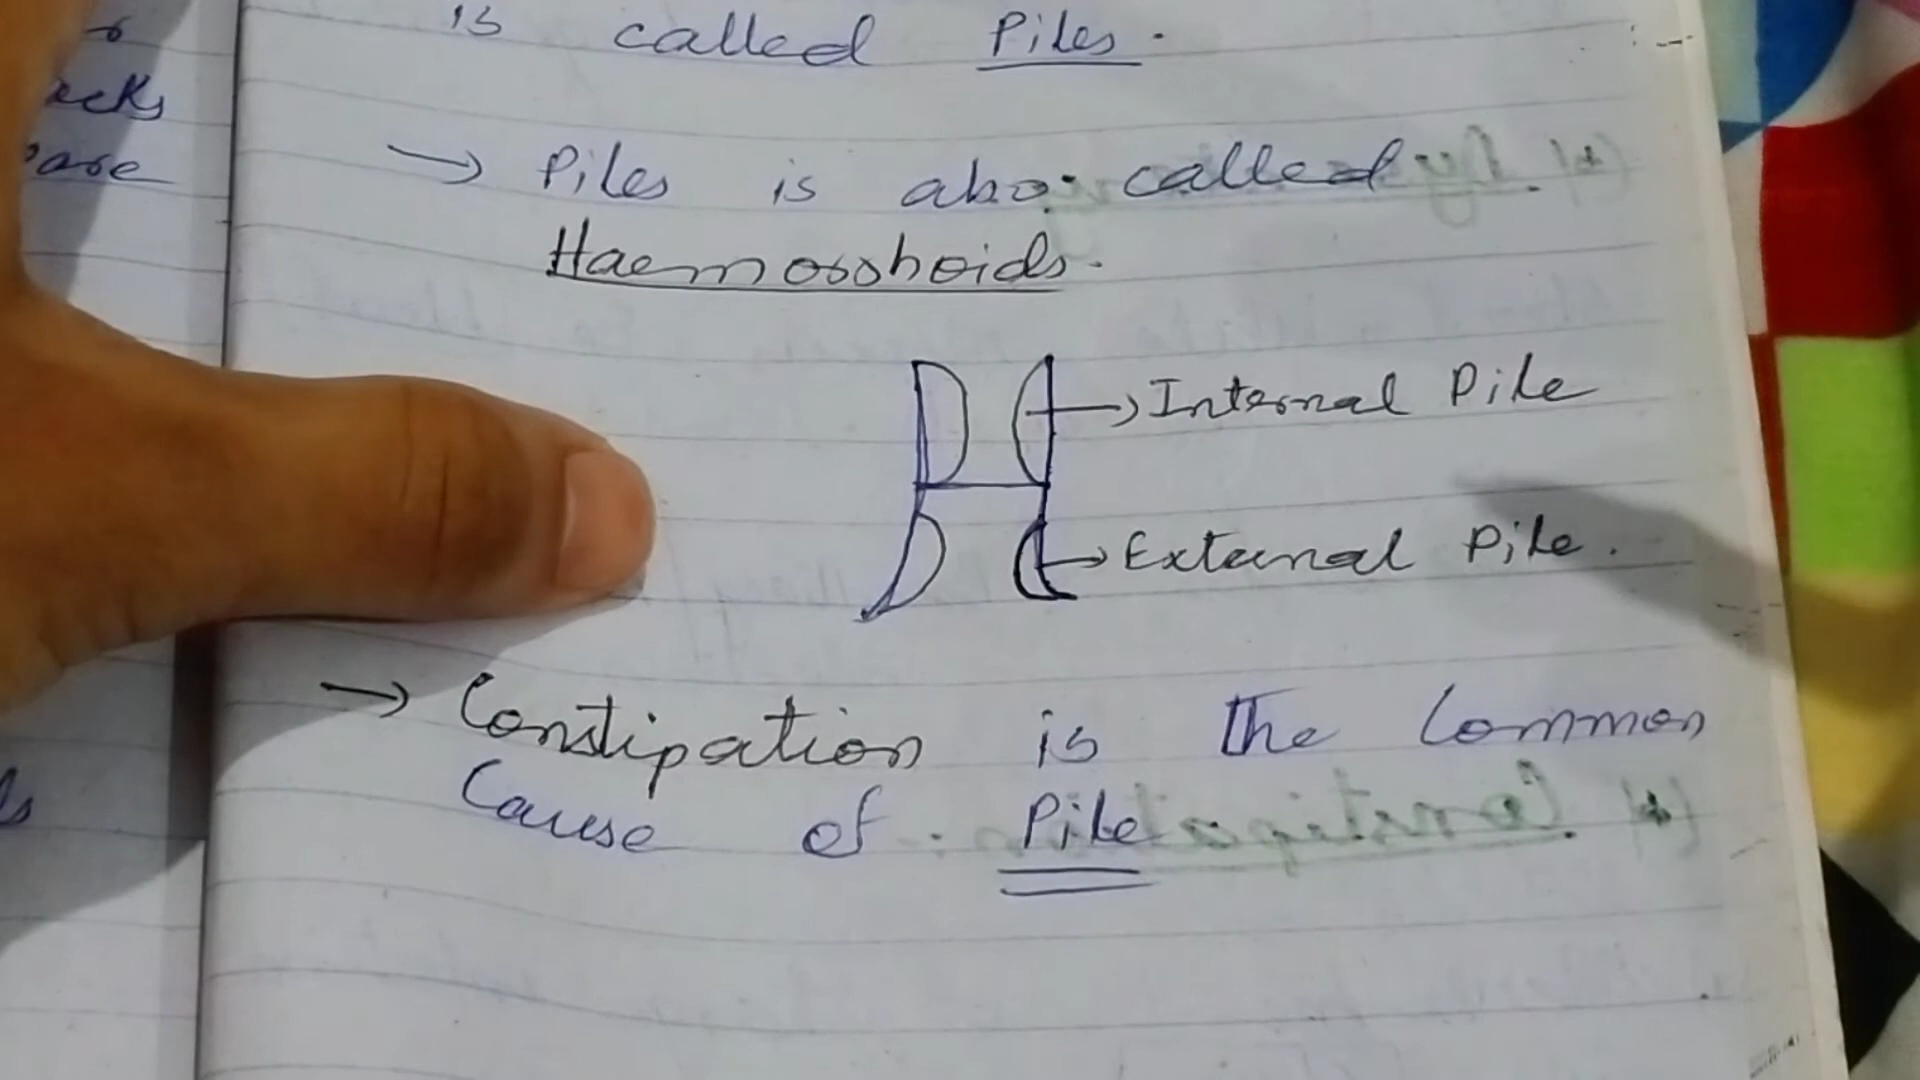 is called Piles.
→ Piles is also called
Haemorrhoids.
→ Internal Pile
→ External Pile.
→ Constipation is the Common
Cause of Pile